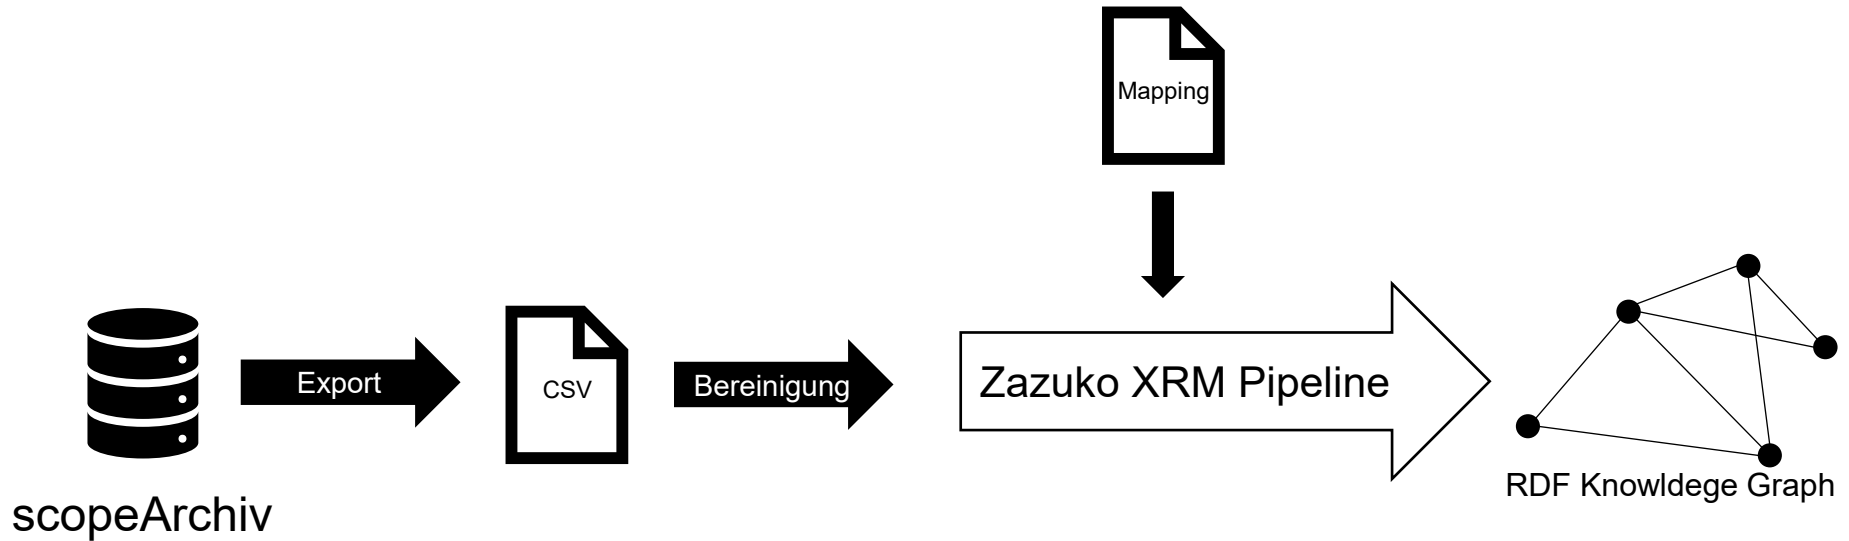 Mapping
Export
CSV
Bereinigung
Zazuko XRM Pipeline
RDF Knowldege Graph
scopeArchiv